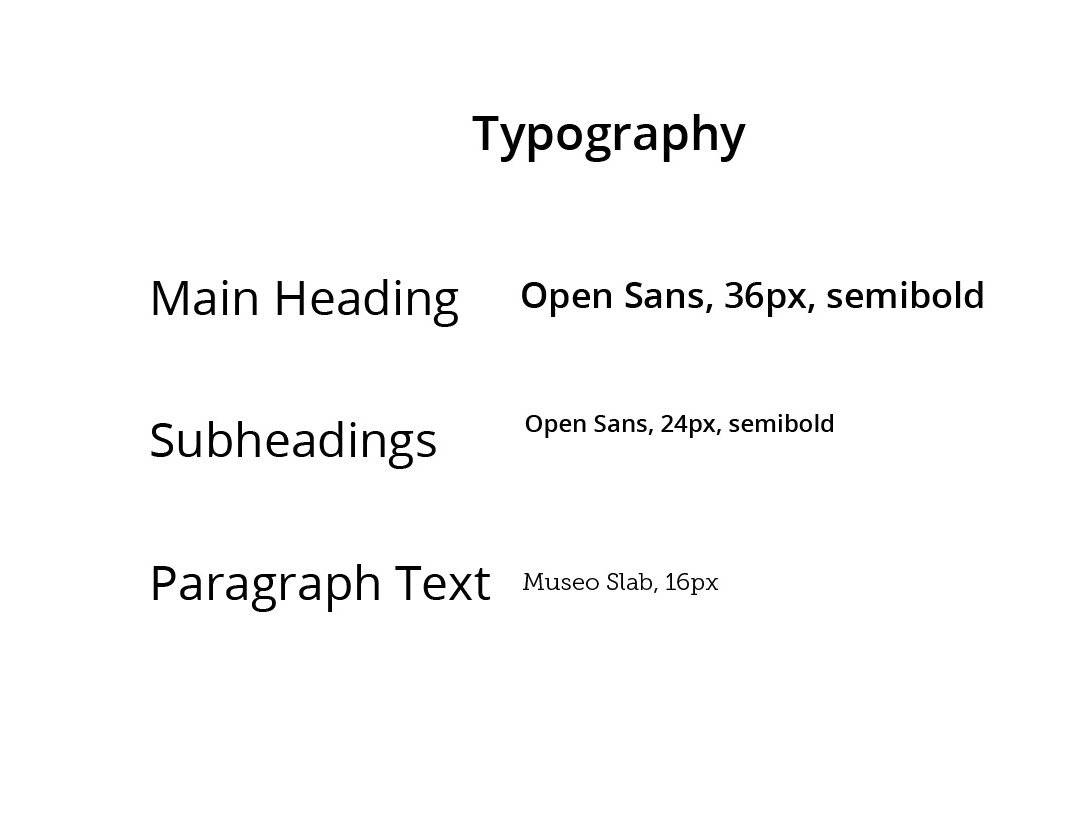 Typography
Main Heading Open Sans, 36px, semibold
Subheadings Open Sans, 24px, semibold
Paragraph Text Museo Slab, 16px